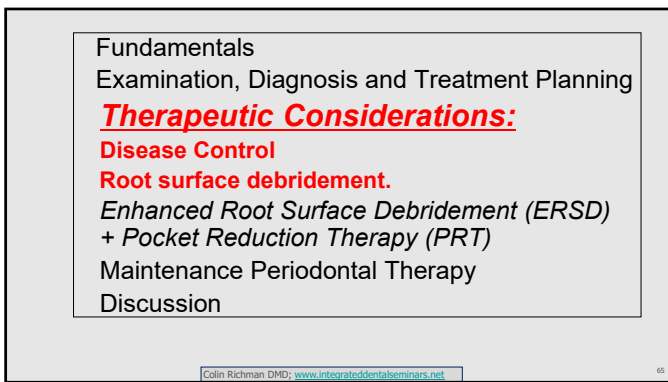 Fundamentals
Examination, Diagnosis and Treatment Planning
Therapeutic Considerations:
Disease Control
Root surface debridement.
Enhanced Root Surface Debridement (ERSD)
+ Pocket Reduction Therapy (PRT)
Maintenance Periodontal Therapy
Discussion
Colin Richman DMD; www.integrateddentalseminars.net
65